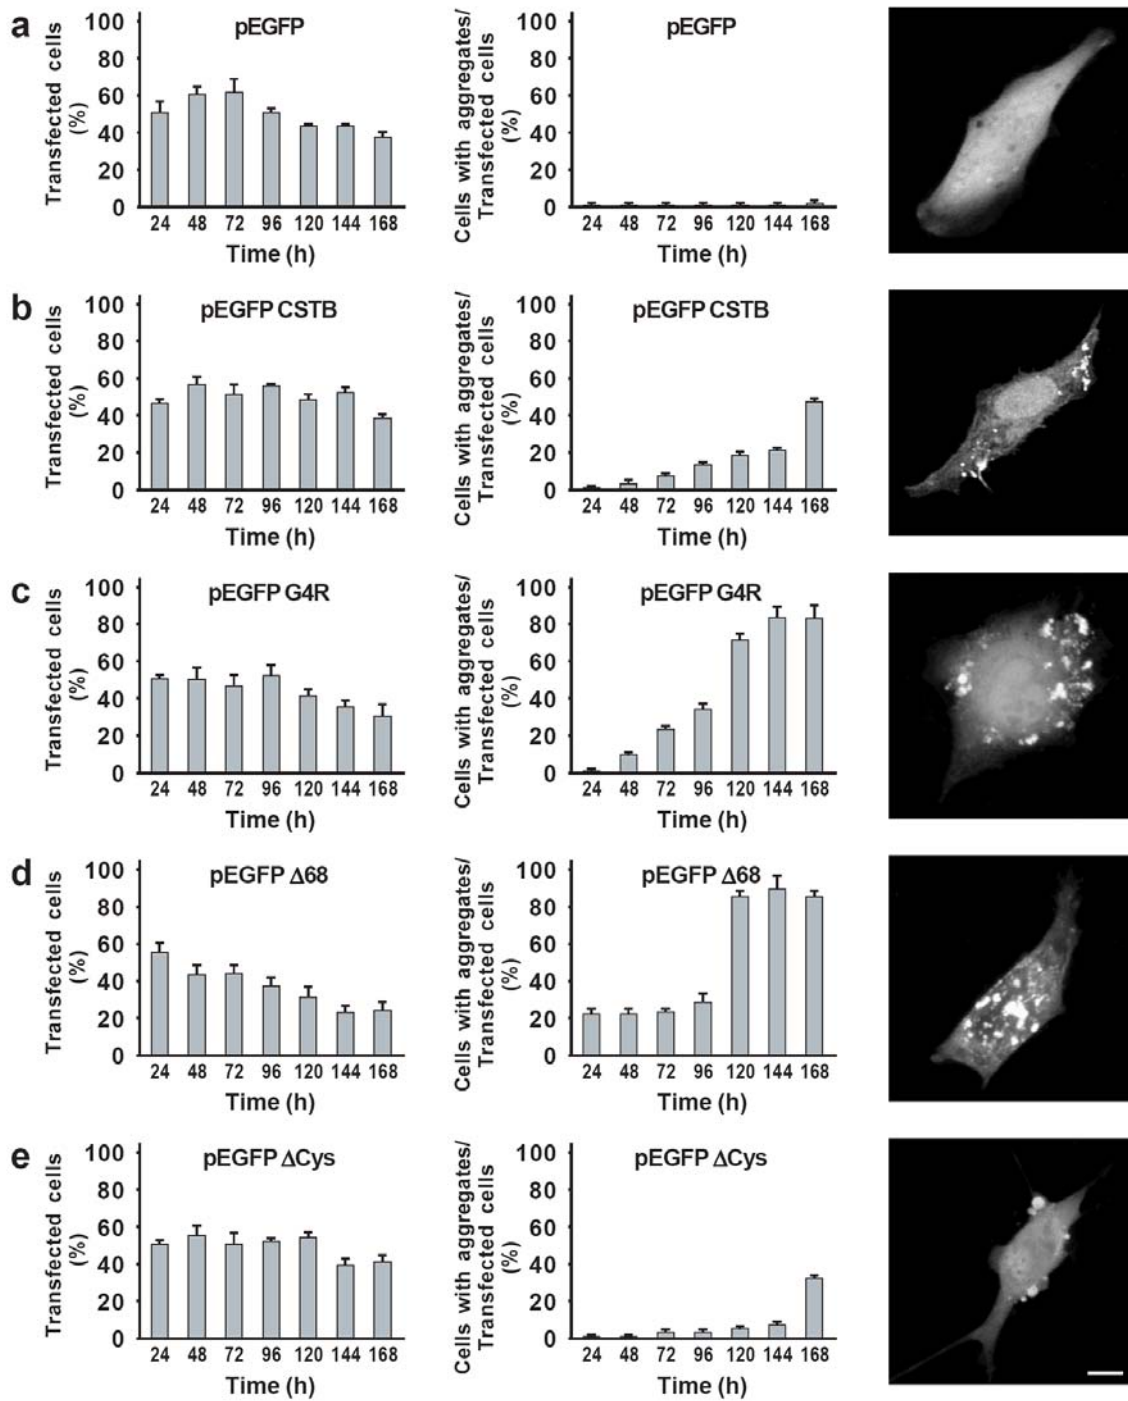 a
pEGFP
Transfected cells
(%)
100
80
60
40
20
0
24 48 72 96 120 144 168
Time (h)
pEGFP
Cells with aggregates/
Transfected cells
(%)
100
80
60
40
20
0
24 48 72 96 120 144 168
Time (h)
b
pEGFP CSTB
Transfected cells
(%)
100
80
60
40
20
0
24 48 72 96 120 144 168
Time (h)
pEGFP CSTB
Cells with aggregates/
Transfected cells
(%)
100
80
60
40
20
0
24 48 72 96 120 144 168
Time (h)
c
pEGFP G4R
Transfected cells
(%)
100
80
60
40
20
0
24 48 72 96 120 144 168
Time (h)
pEGFP G4R
Cells with aggregates/
Transfected cells
(%)
100
80
60
40
20
0
24 48 72 96 120 144 168
Time (h)
d
pEGFP Δ68
Transfected cells
(%)
100
80
60
40
20
0
24 48 72 96 120 144 168
Time (h)
pEGFP Δ68
Cells with aggregates/
Transfected cells
(%)
100
80
60
40
20
0
24 48 72 96 120 144 168
Time (h)
e
pEGFP ΔCys
Transfected cells
(%)
100
80
60
40
20
0
24 48 72 96 120 144 168
Time (h)
pEGFP ΔCys
Cells with aggregates/
Transfected cells
(%)
100
80
60
40
20
0
24 48 72 96 120 144 168
Time (h)